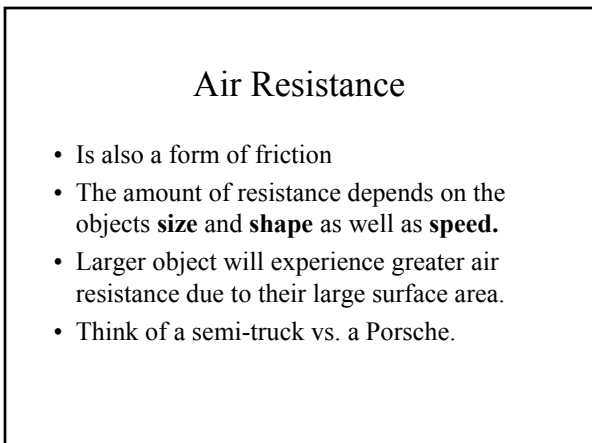 Air Resistance
• Is also a form of friction
• The amount of resistance depends on the
objects size and shape as well as speed.
• Larger object will experience greater air
resistance due to their large surface area.
• Think of a semi-truck vs. a Porsche.